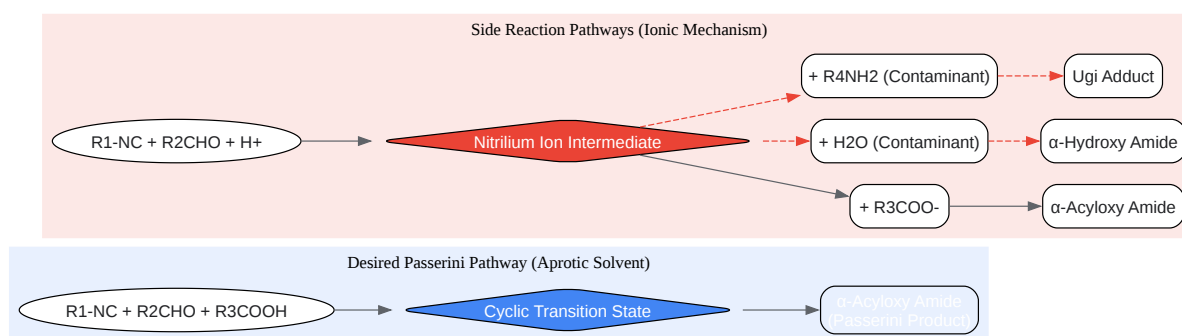 Side Reaction Pathways (Ionic Mechanism)
+ R4NH2 (Contaminant)
Ugi Adduct
R1-NC + R2CHO + H+
Nitrilium Ion Intermediate
+ H2O (Contaminant)
α-Hydroxy Amide
+ R3COO-
α-Acyloxy Amide
Desired Passerini Pathway (Aprotic Solvent)
R1-NC + R2CHO + R3COOH
Cyclic Transition State
α-Acyloxy Amide
(Passerini Product)